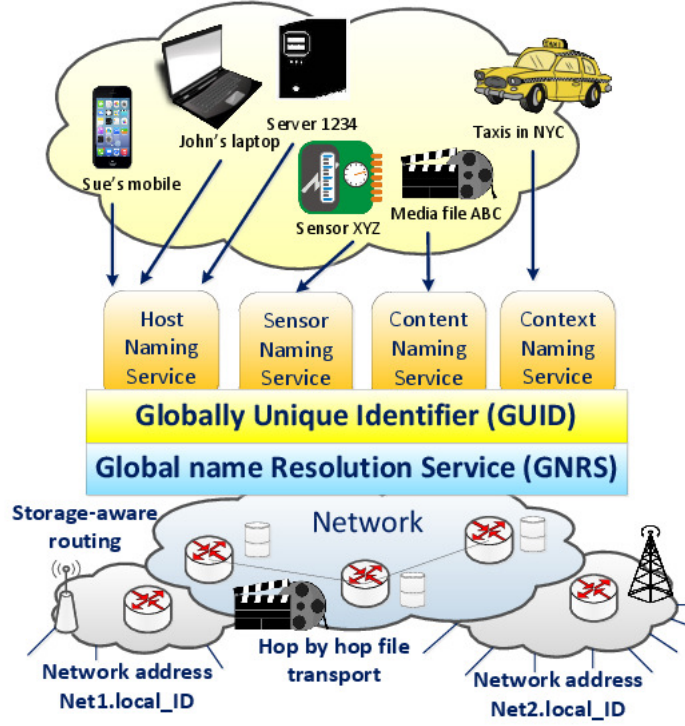 Server 1234
John's laptop
Taxis in NYC
Sue's mobile
Sensor XYZ
Media file ABC
Host
Naming
Service
Sensor
Naming
Service
Content
Naming
Service
Context
Naming
Service
Globally Unique Identifier (GUID)
Global name Resolution Service (GNRS)
Storage-aware
routing
Network
Hop by hop file
transport
Network address
Net1.local_ID
Network address
Net2.local_ID